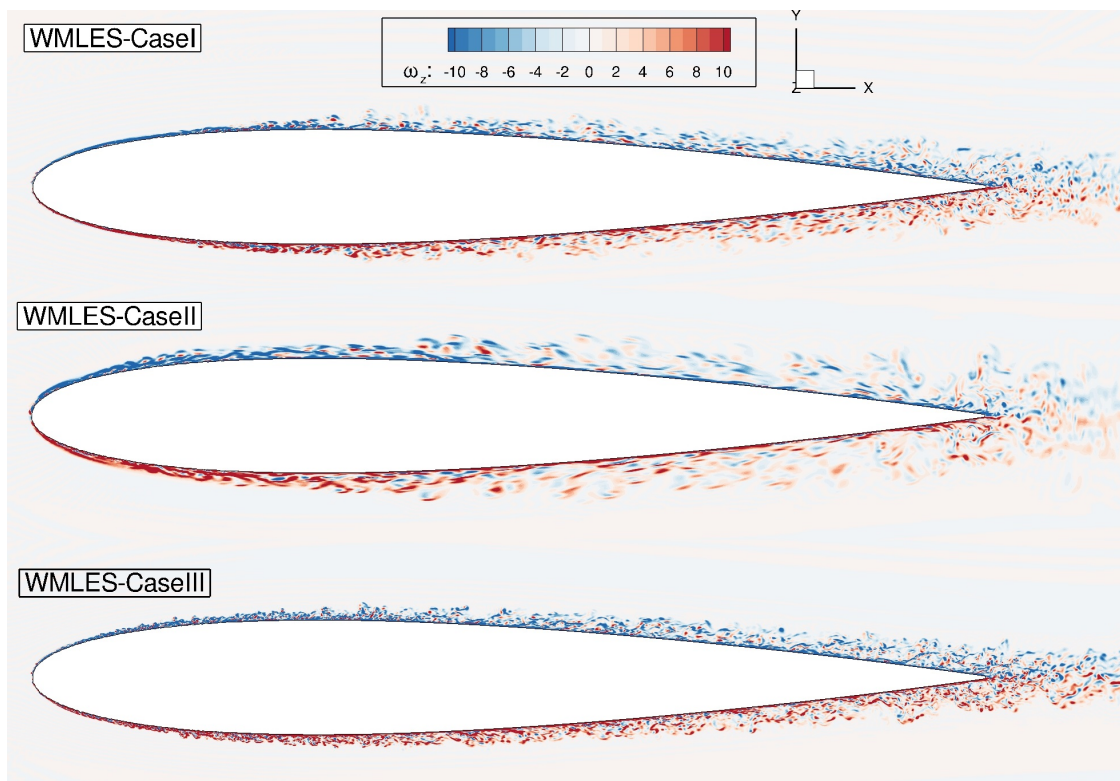 WMLES-CaseI
ω_z: -10 -8 -6 -4 -2 0 2 4 6 8 10
Y
Z X
WMLES-CaseII
WMLES-CaseIII